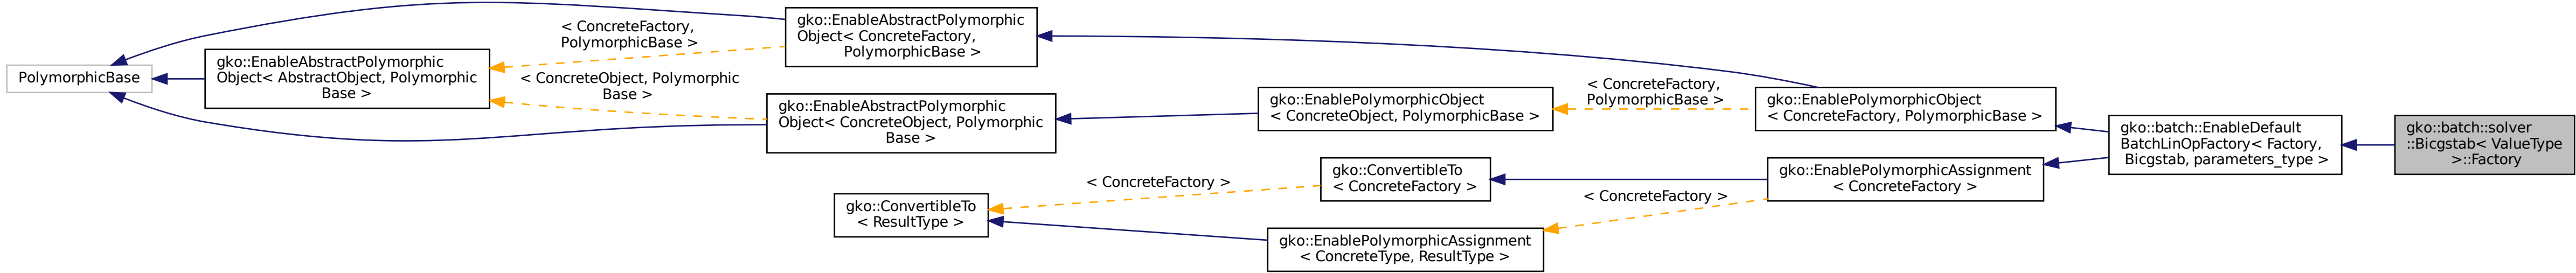 PolymorphicBase
gko::EnableAbstractPolymorphic
Object< AbstractObject, Polymorphic
Base >
< ConcreteFactory,
PolymorphicBase >
< ConcreteObject, Polymorphic
Base >
gko::EnableAbstractPolymorphic
Object< ConcreteFactory,
PolymorphicBase >
gko::EnableAbstractPolymorphic
Object< ConcreteObject, Polymorphic
Base >
gko::ConvertibleTo
< ResultType >
< ConcreteFactory >
gko::EnablePolymorphicObject
< ConcreteObject, PolymorphicBase >
gko::ConvertibleTo
< ConcreteFactory >
gko::EnablePolymorphicAssignment
< ConcreteType, ResultType >
< ConcreteFactory,
PolymorphicBase >
< ConcreteFactory >
gko::EnablePolymorphicObject
< ConcreteFactory, PolymorphicBase >
gko::EnablePolymorphicAssignment
< ConcreteFactory >
gko::batch::EnableDefault
BatchLinOpFactory< Factory,
Bicgstab, parameters_type >
gko::batch::solver
::Bicgstab< ValueType
>::Factory